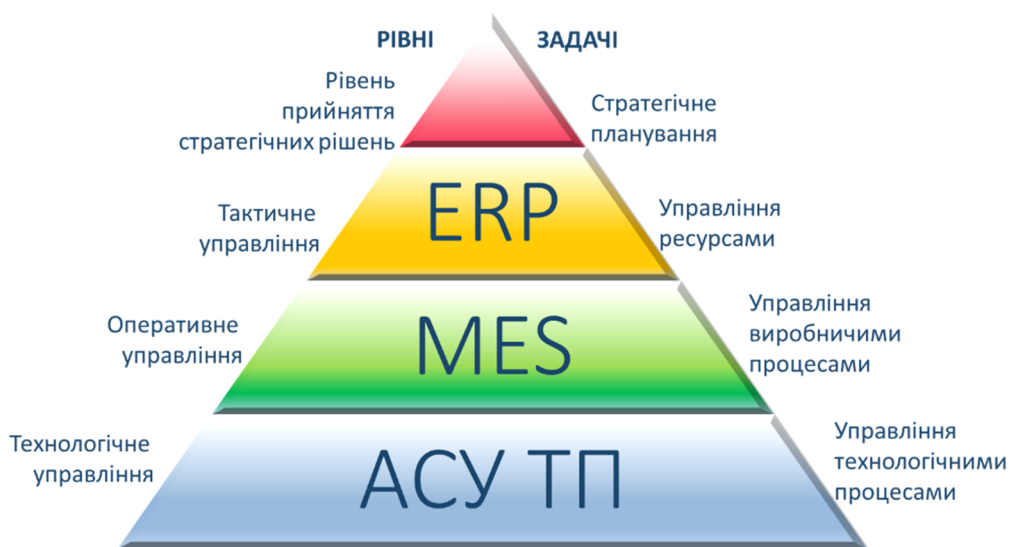 РІВНІ
ЗАДАЧІ
Рівень
прийняття
стратегічних рішень
Стратегічне
планування
Тактичне
управління
ERP
Управління
ресурсами
Оперативне
управління
MES
Управління
виробничими
процесами
Технологічне
управління
АСУ ТП
Управління
технологічними
процесами